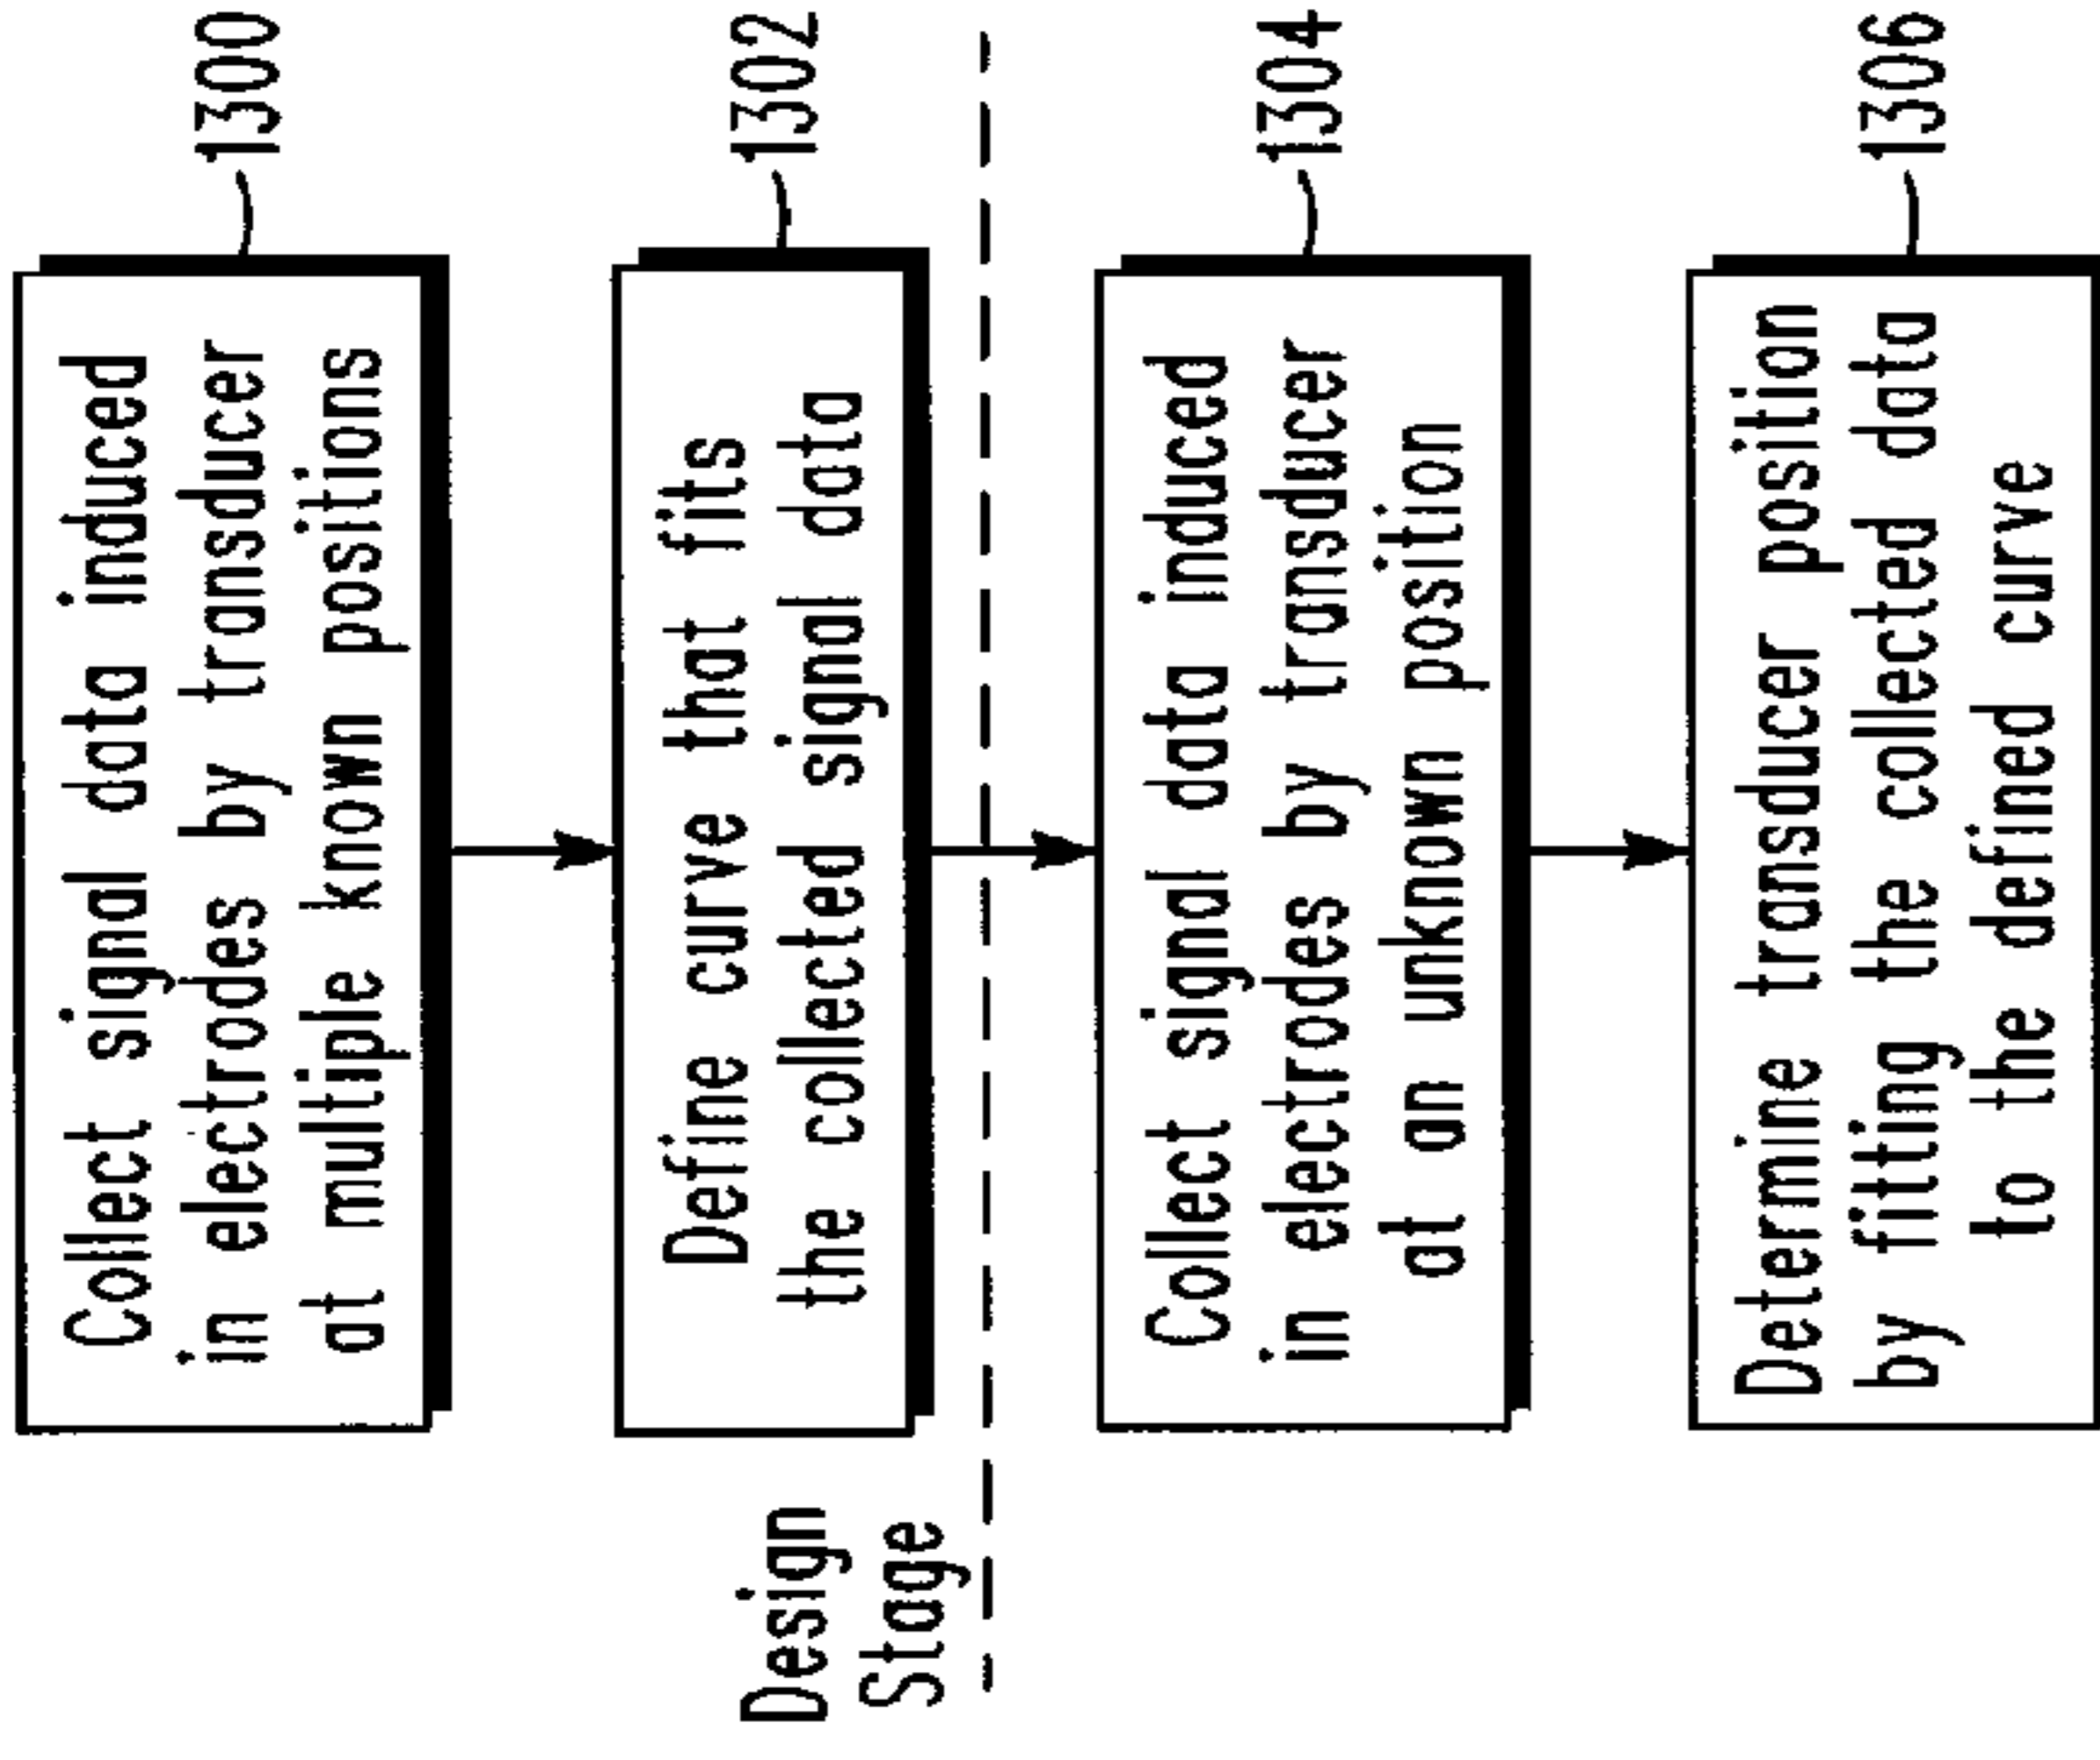 Collect signal data induced
in electrodes by transducer
at multiple known positions
1300
Define curve that fits
the collected signal data
1302
Design
Stage
Collect signal data induced
in electrodes by transducer
at an unknown position
1304
Determine transducer position
by fitting the collected data
to the defined curve
1306